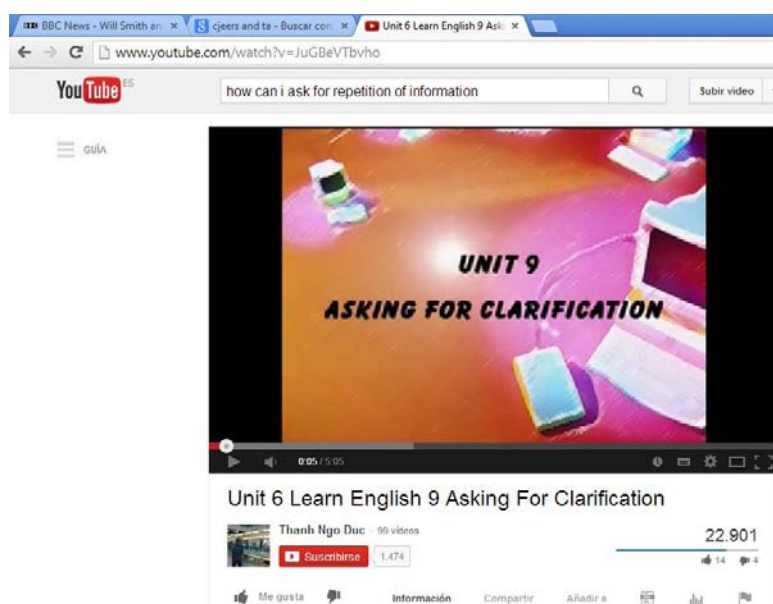 BBC News - Will Smith an
cjeers and ta - Buscar con
Unit 6 Learn English 9 Aski
www.youtube.com/watch?v=JuGBeVTbvho
YouTube ES
how can i ask for repetition of information
Subir video
GUÍA
UNIT 9
ASKING FOR CLARIFICATION
0:05 / 5:05
Unit 6 Learn English 9 Asking For Clarification
Thanh Ngo Duc · 99 videos
Suscribirse 1.474
22.901
14 4
Me gusta Información Compartir Añadir a